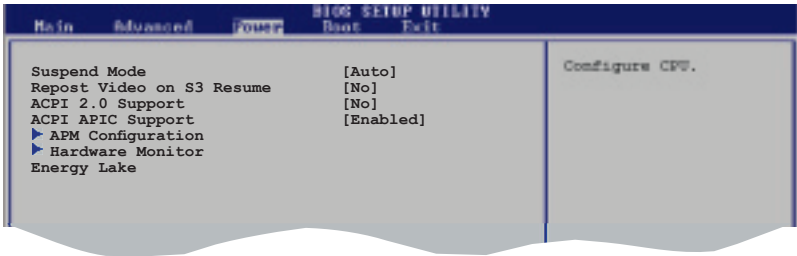 BIOS SETUP UTILITY
Main Advanced Power Boot Exit
Suspend Mode [Auto]
Repost Video on S3 Resume [No]
ACPI 2.0 Support [No]
ACPI APIC Support [Enabled]
APM Configuration
Hardware Monitor
Energy Lake
Configure CPU.